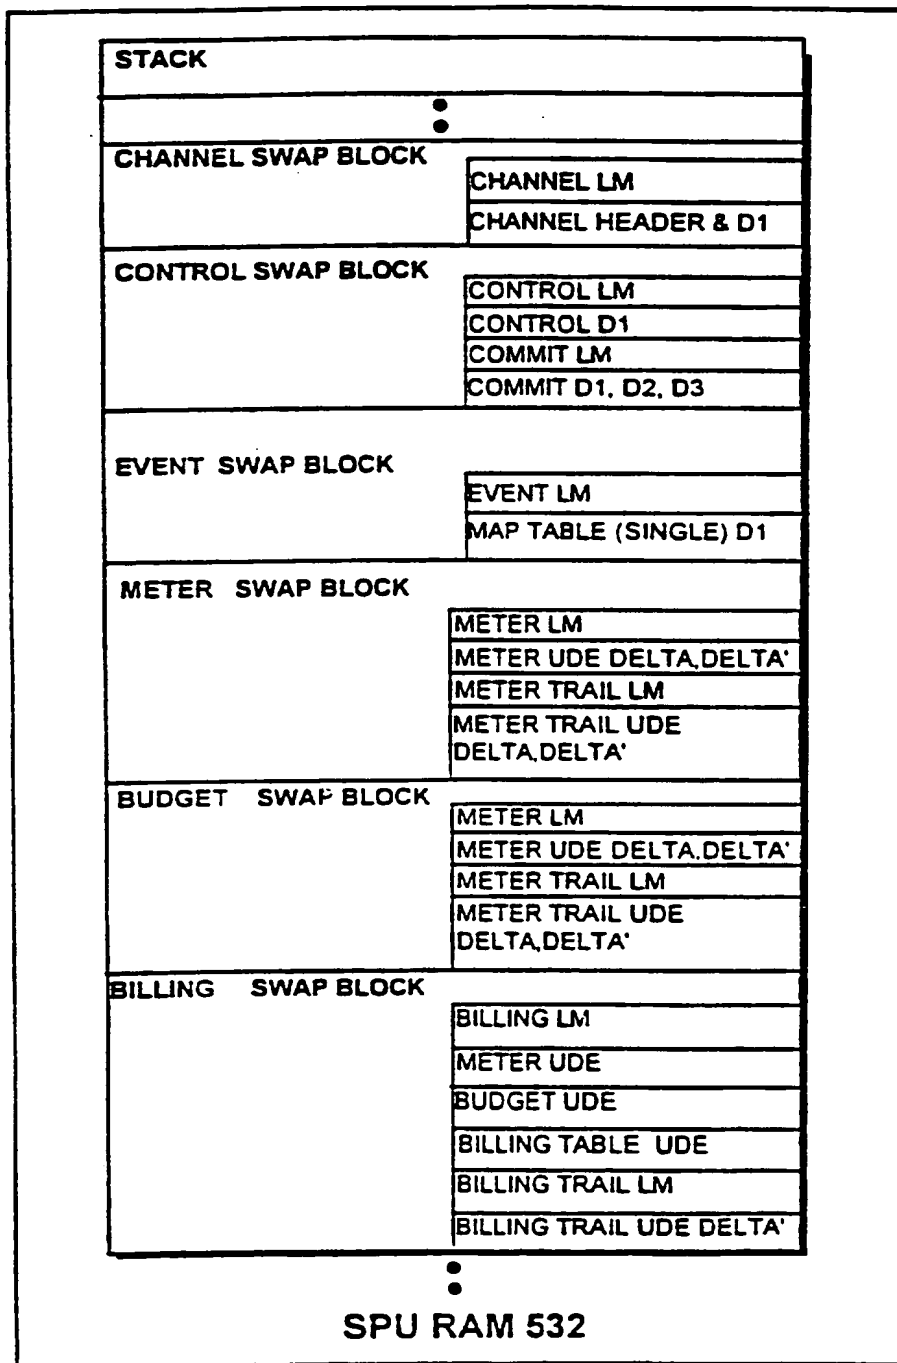 STACK
CHANNEL SWAP BLOCK
CHANNEL LM
CHANNEL HEADER & D1
CONTROL SWAP BLOCK
CONTROL LM
CONTROL D1
COMMIT LM
COMMIT D1, D2, D3
EVENT SWAP BLOCK
EVENT LM
MAP TABLE (SINGLE) D1
METER SWAP BLOCK
METER LM
METER UDE DELTA,DELTA'
METER TRAIL LM
METER TRAIL UDE
DELTA,DELTA'
BUDGET SWAP BLOCK
METER LM
METER UDE DELTA,DELTA'
METER TRAIL LM
METER TRAIL UDE
DELTA,DELTA'
BILLING SWAP BLOCK
BILLING LM
METER UDE
BUDGET UDE
BILLING TABLE UDE
BILLING TRAIL LM
BILLING TRAIL UDE DELTA'
SPU RAM 532